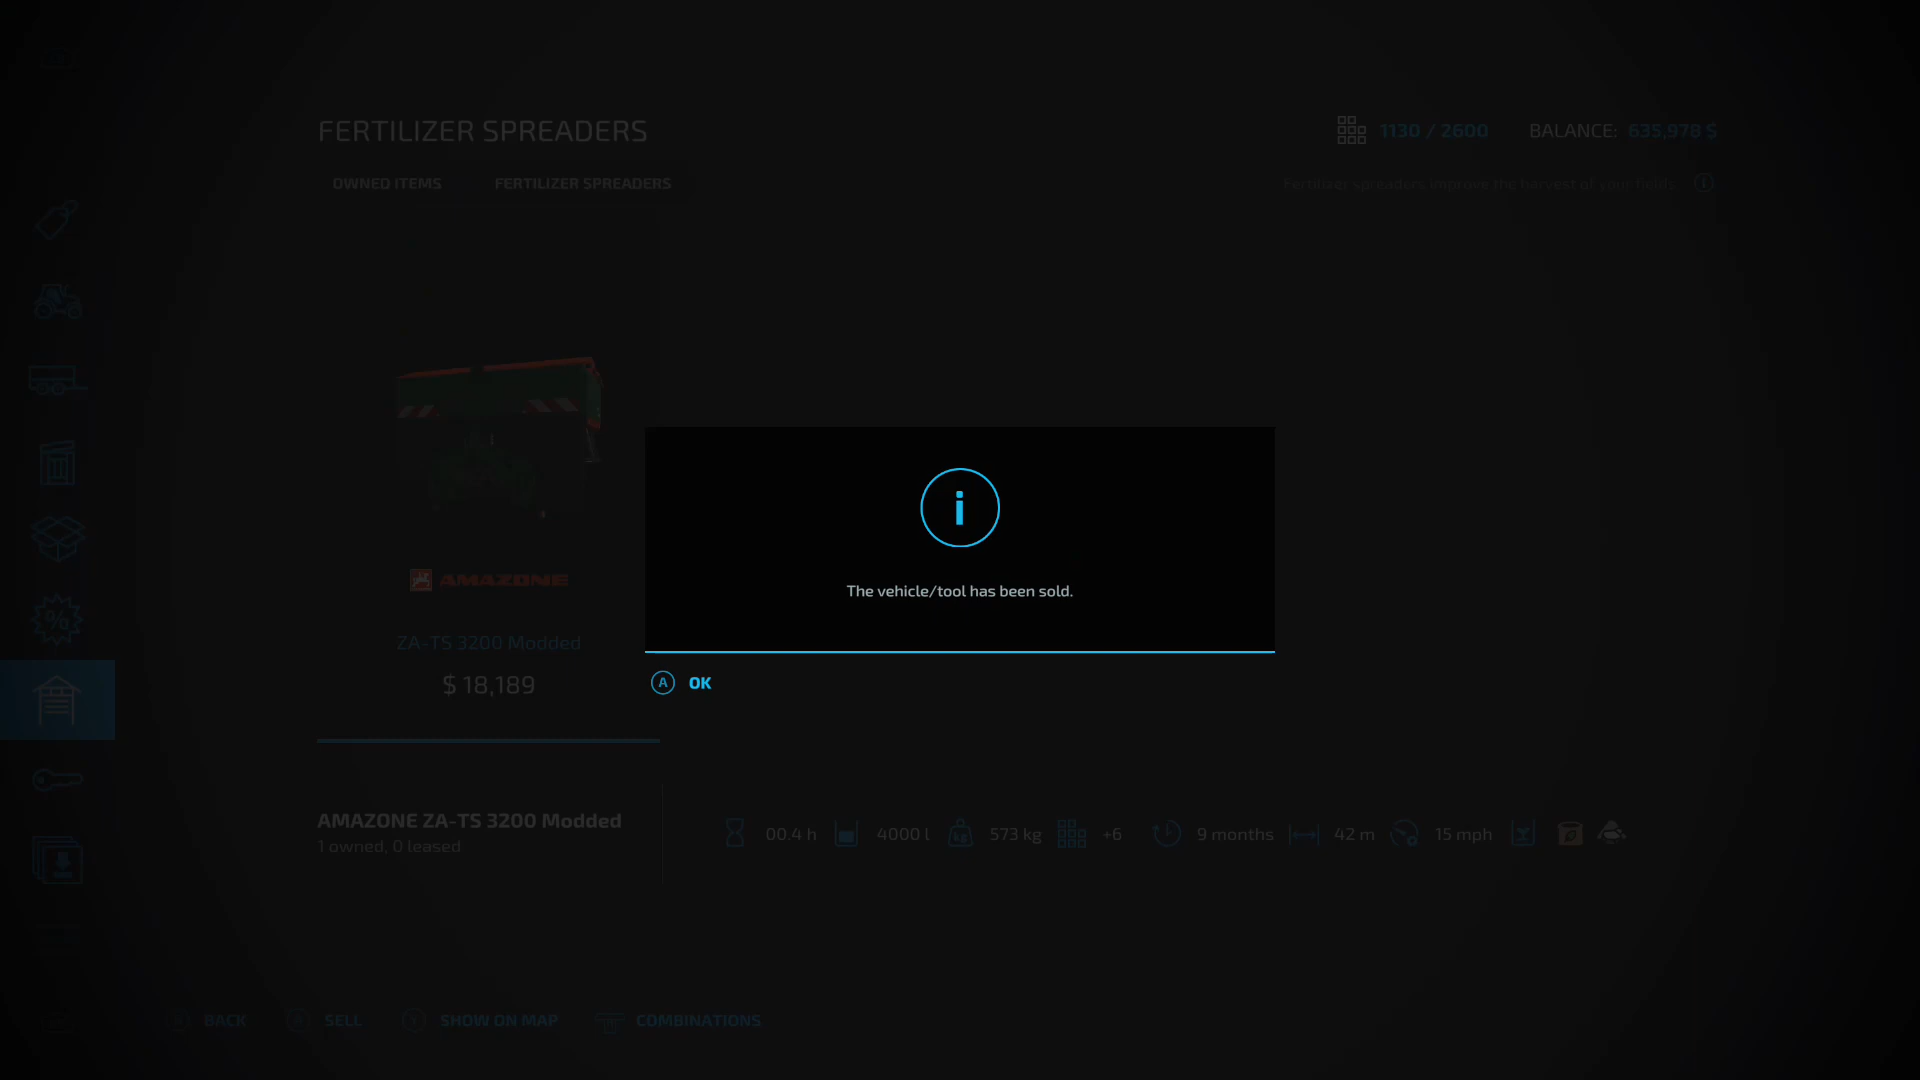 FERTILIZER SPREADERS
1130 / 2600
BALANCE: 635,978 $
OWNED ITEMS
FERTILIZER SPREADERS
Fertilizer spreaders improve the harvest of your fields.
AMAZONE
ZA-TS 3200 Modded
$ 18,189
The vehicle/tool has been sold.
A OK
AMAZONE ZA-TS 3200 Modded
1 owned, 0 leased
00.4 h
4000 l
573 kg
+6
9 months
42 m
15 mph
BACK
SELL
Y SHOW ON MAP
COMBINATIONS